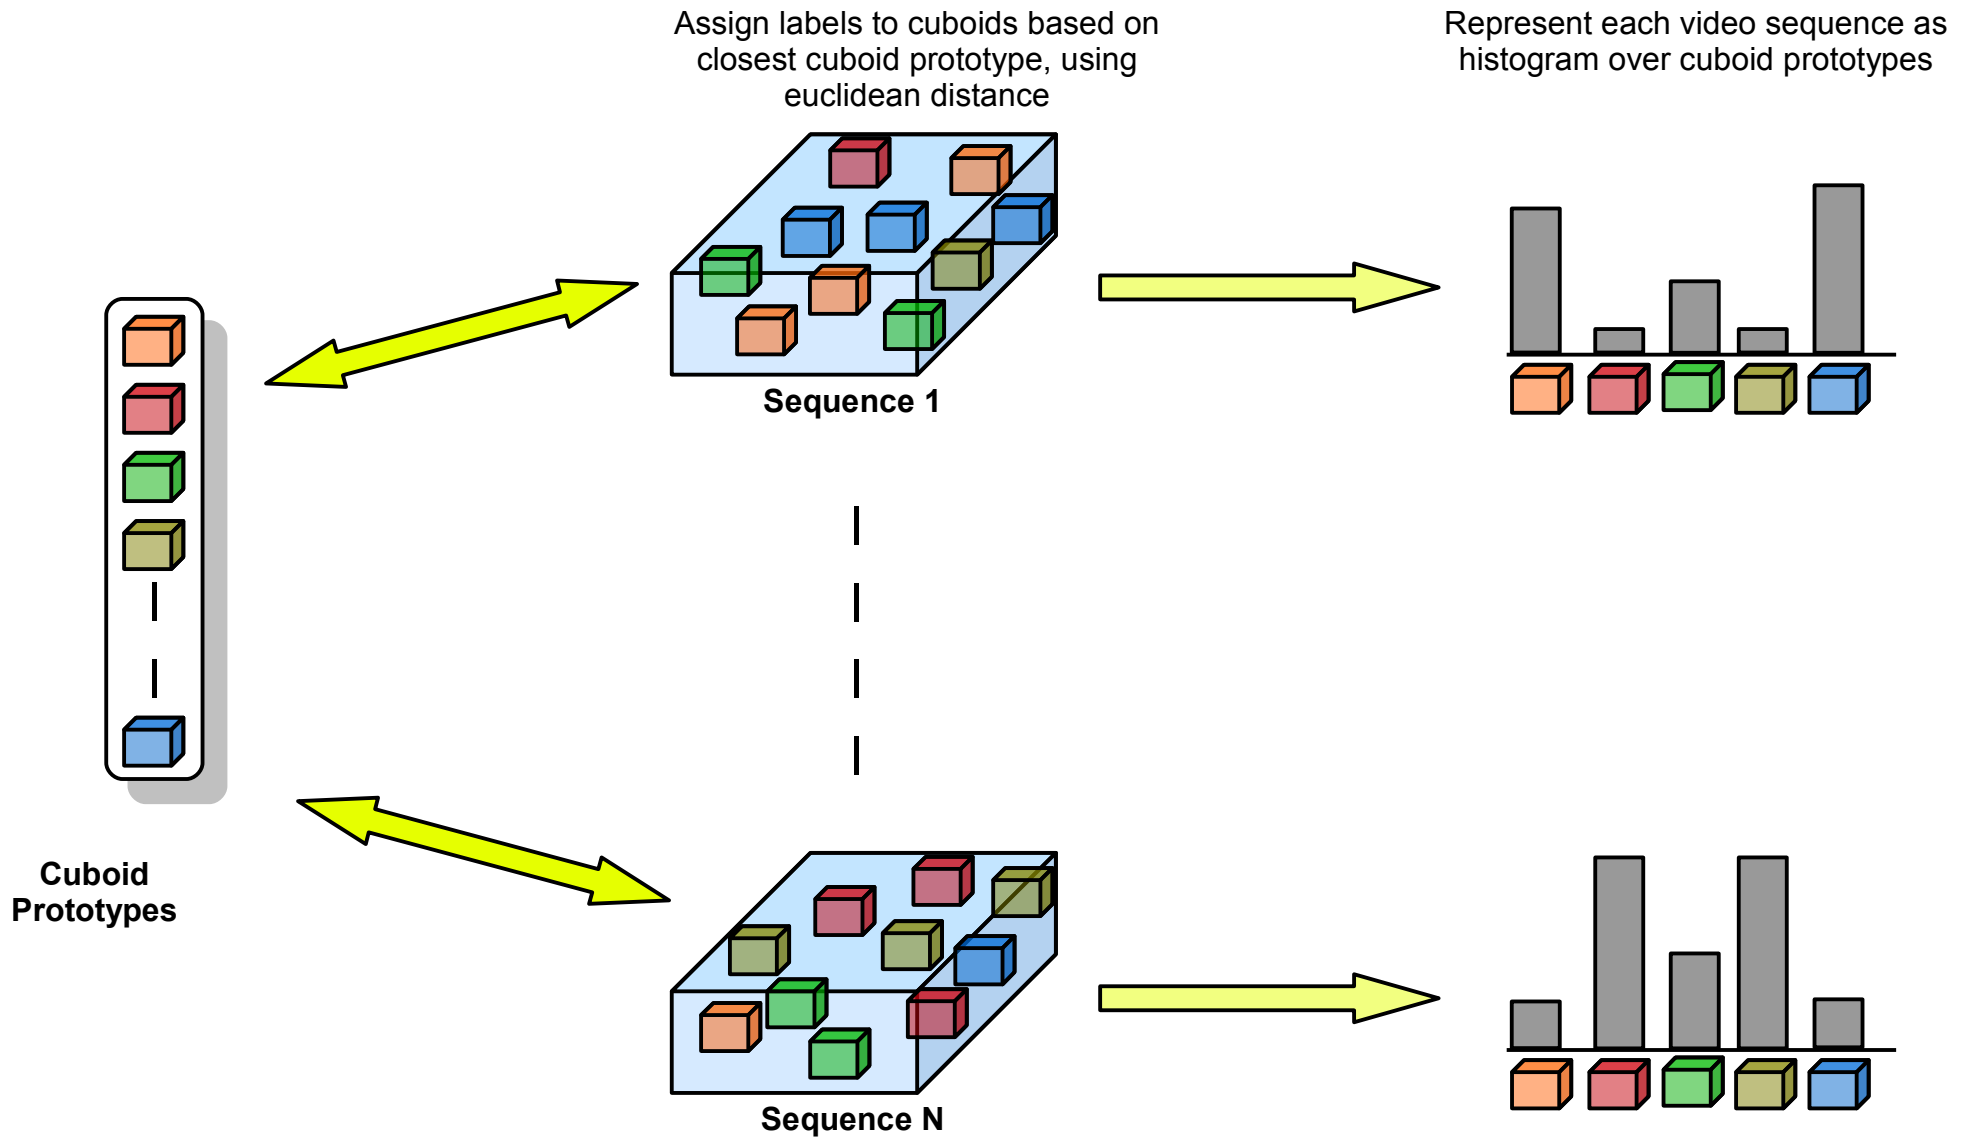 Assign labels to cuboids based on
closest cuboid prototype, using
euclidean distance
Represent each video sequence as
histogram over cuboid prototypes
Sequence 1
Cuboid
Prototypes
Sequence N